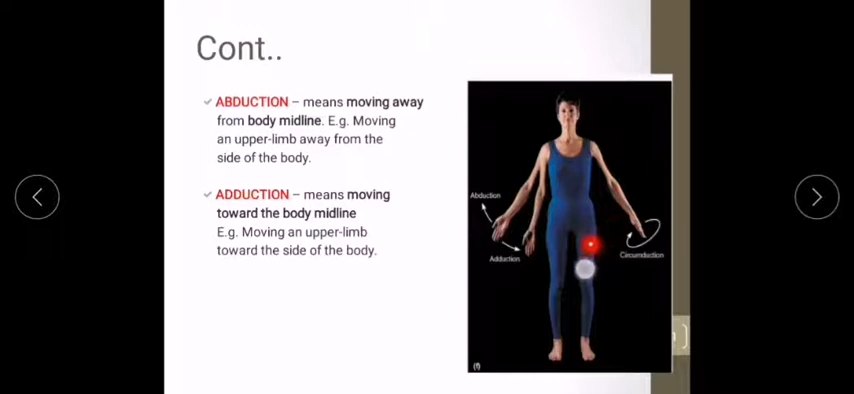 Cont..
ABDUCTION – means moving away
from body midline. E.g. Moving
an upper-limb away from the
side of the body.
ADDUCTION – means moving
toward the body midline
E.g. Moving an upper-limb
toward the side of the body.
Abduction
Adduction
Circumduction
(f)